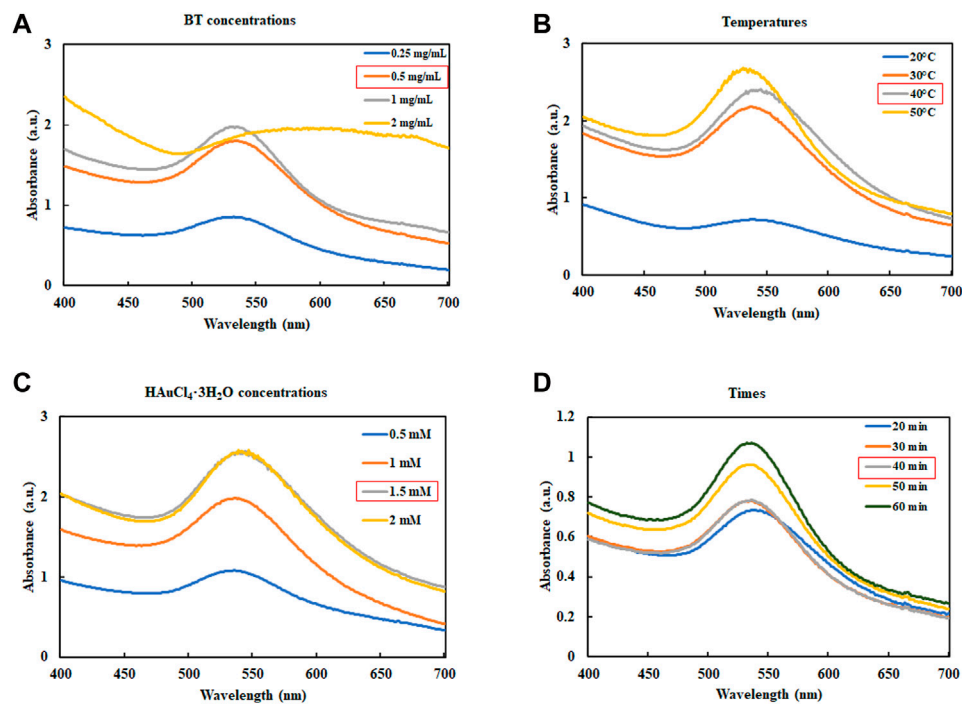 A
BT concentrations
3
2
1
0
400 450 500 550 600 650 700
Absorbance (a.u.)
Wavelength (nm)
0.25 mg/mL
0.5 mg/mL
1 mg/mL
2 mg/mL
B
Temperatures
3
2
1
0
400 450 500 550 600 650 700
Absorbance (a.u.)
Wavelength (nm)
20°C
30°C
40°C
50°C
C
HAuCl₄·3H₂O concentrations
3
2
1
0
400 450 500 550 600 650 700
Absorbance (a.u.)
Wavelength (nm)
0.5 mM
1 mM
1.5 mM
2 mM
D
Times
1.2
1
0.8
0.6
0.4
0.2
0
400 450 500 550 600 650 700
Absorbance (a.u.)
Wavelength (nm)
20 min
30 min
40 min
50 min
60 min